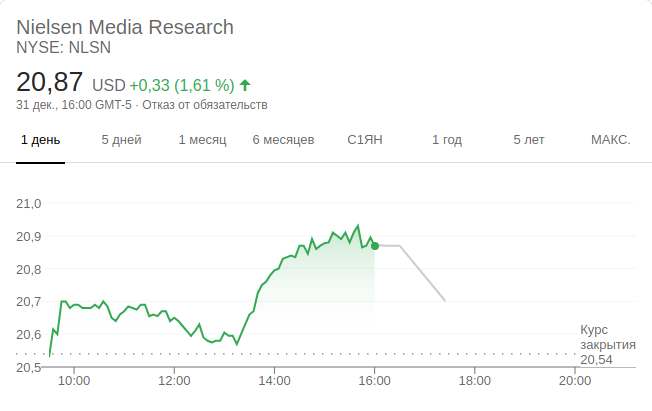 Nielsen Media Research
NYSE: NLSN
20,87 USD +0,33 (1,61 %)
31 дек., 16:00 GMT-5 · Отказ от обязательств
1 день 5 дней 1 месяц 6 месяцев С1ЯН 1 год 5 лет МАКС.
21,0
20,9
20,8
20,7
20,6
20,5
Курс
закрытия
20,54
10:00 12:00 14:00 16:00 18:00 20:00